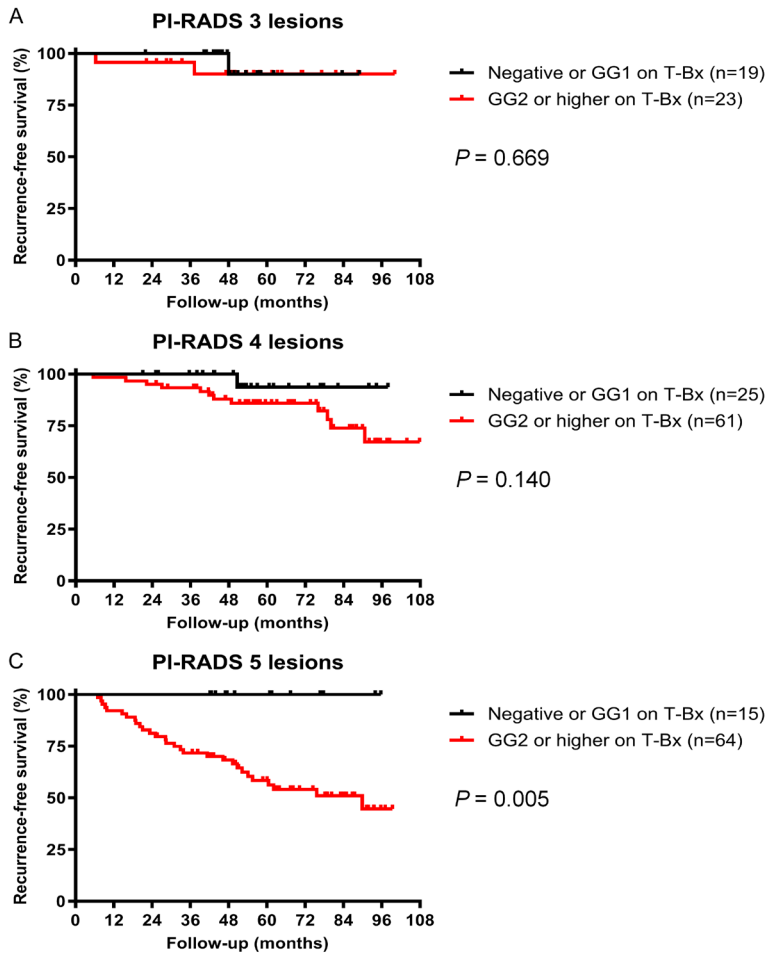 A
PI-RADS 3 lesions
Recurrence-free survival (%)
100
75
50
25
0
0 12 24 36 48 60 72 84 96 108
Follow-up (months)
Negative or GG1 on T-Bx (n=19)
GG2 or higher on T-Bx (n=23)
P = 0.669
B
PI-RADS 4 lesions
Recurrence-free survival (%)
100
75
50
25
0
0 12 24 36 48 60 72 84 96 108
Follow-up (months)
Negative or GG1 on T-Bx (n=25)
GG2 or higher on T-Bx (n=61)
P = 0.140
C
PI-RADS 5 lesions
Recurrence-free survival (%)
100
75
50
25
0
0 12 24 36 48 60 72 84 96 108
Follow-up (months)
Negative or GG1 on T-Bx (n=15)
GG2 or higher on T-Bx (n=64)
P = 0.005